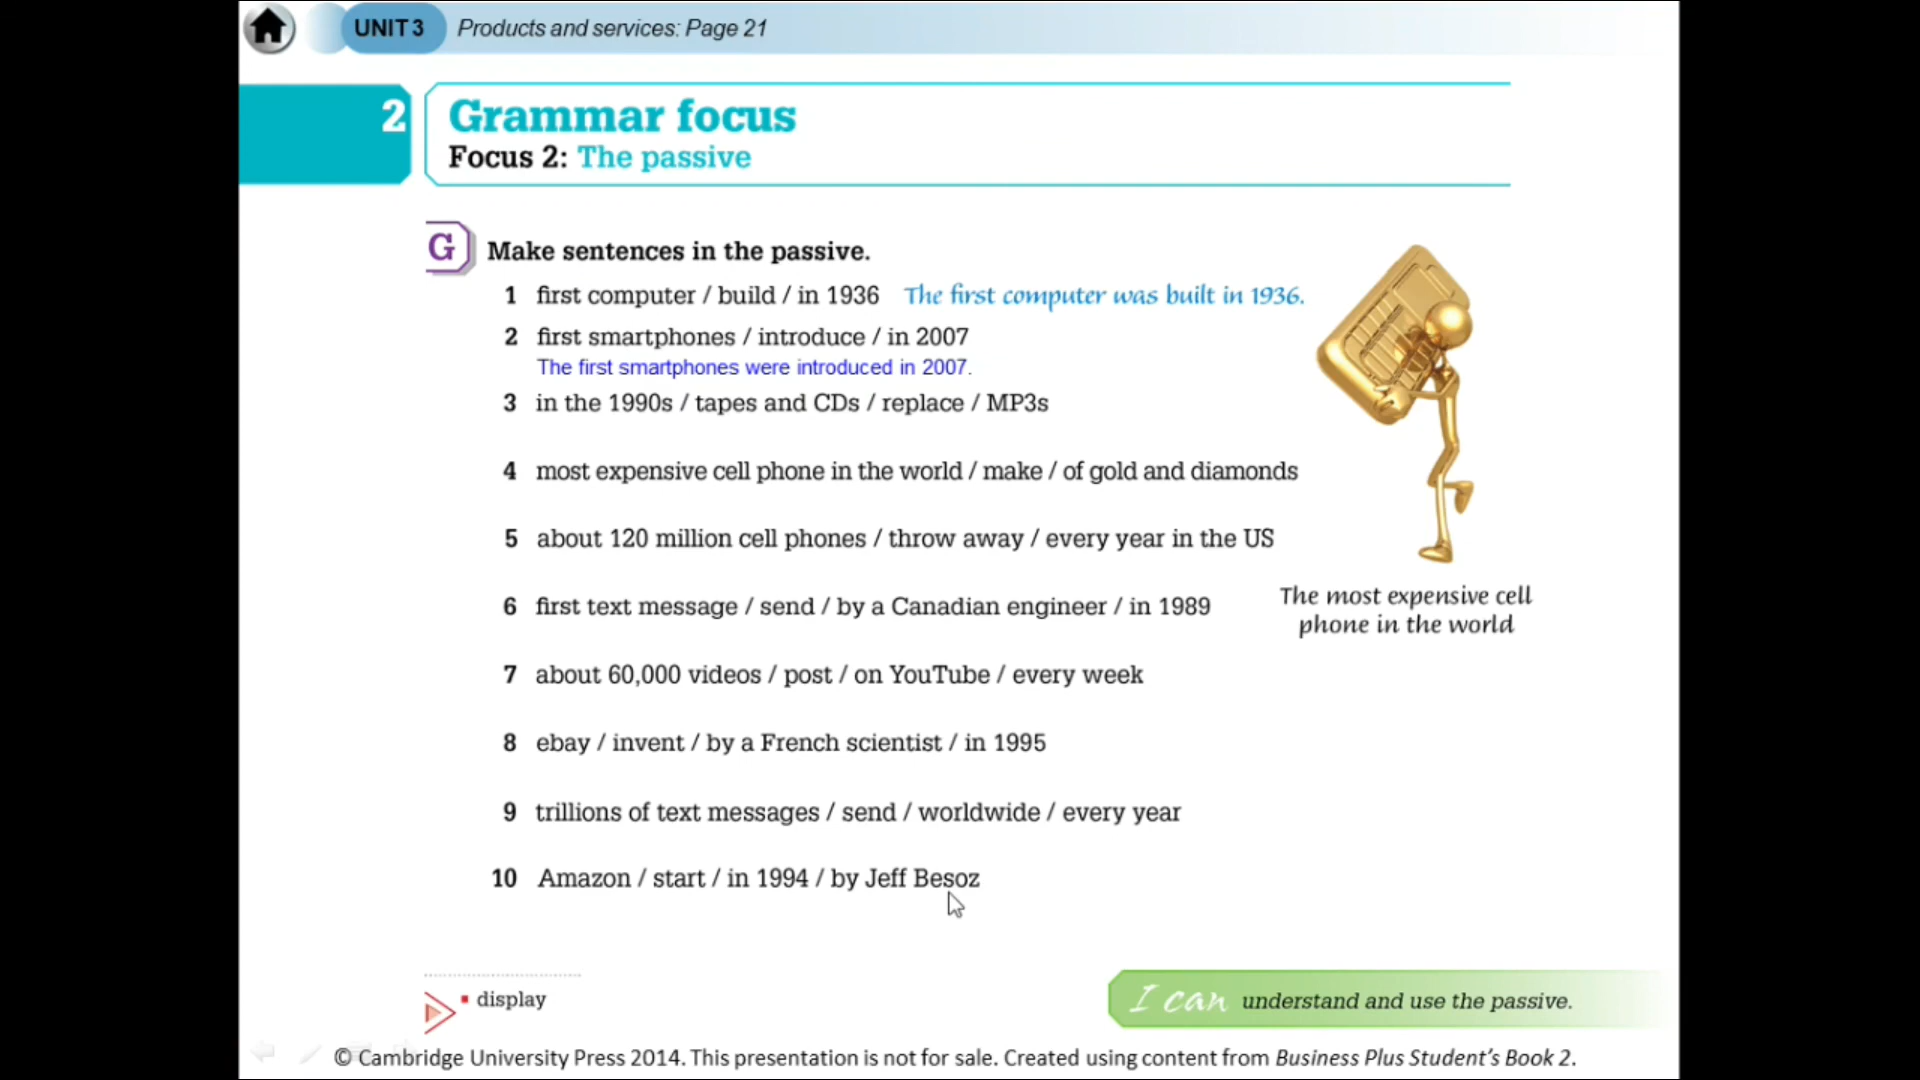 UNIT 3 Products and services: Page 21
2
Grammar focus
Focus 2: The passive
G Make sentences in the passive.
1 first computer / build / in 1936 The first computer was built in 1936.
2 first smartphones / introduce / in 2007
The first smartphones were introduced in 2007.
3 in the 1990s / tapes and CDs / replace / MP3s
4 most expensive cell phone in the world / make / of gold and diamonds
5 about 120 million cell phones / throw away / every year in the US
6 first text message / send / by a Canadian engineer / in 1989
The most expensive cell
phone in the world
7 about 60,000 videos / post / on YouTube / every week
8 ebay / invent / by a French scientist / in 1995
9 trillions of text messages / send / worldwide / every year
10 Amazon / start / in 1994 / by Jeff Besoz
▪ display
I can understand and use the passive.
© Cambridge University Press 2014. This presentation is not for sale. Created using content from Business Plus Student's Book 2.